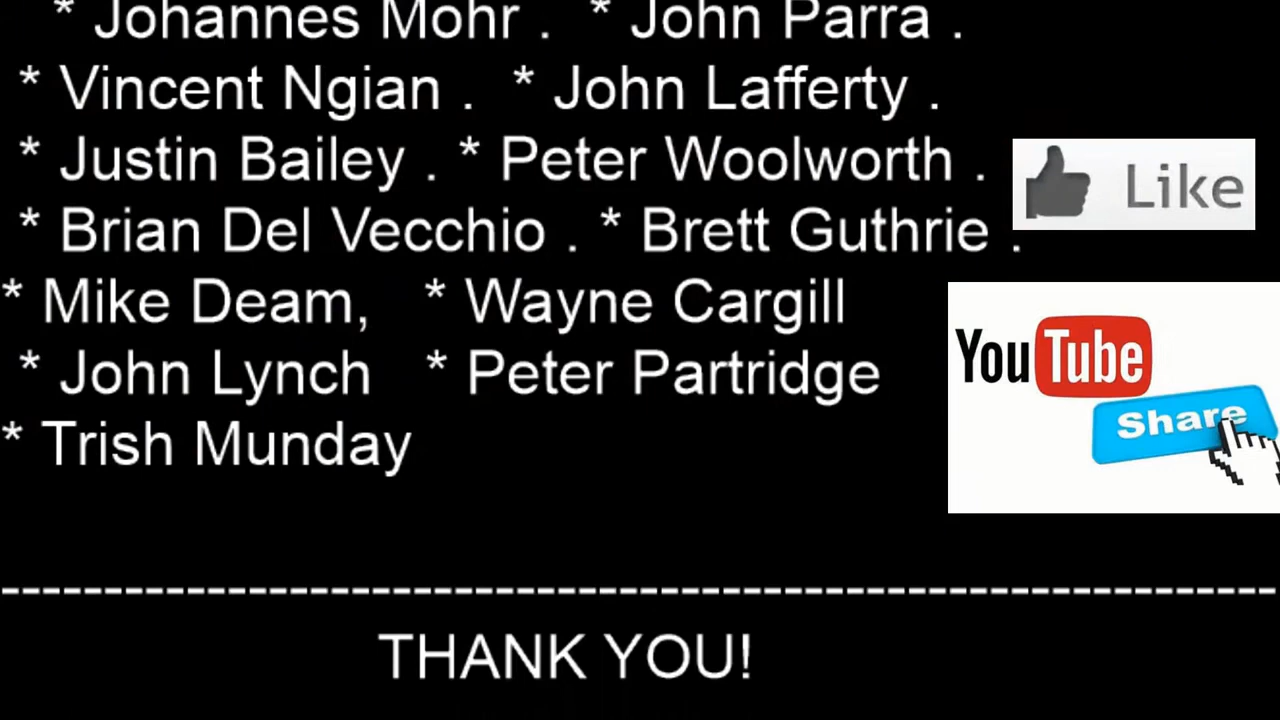 * Johannes Mohr . * John Parra .
* Vincent Ngian . * John Lafferty .
* Justin Bailey . * Peter Woolworth .
Like
* Brian Del Vecchio . * Brett Guthrie .
* Mike Deam, * Wayne Cargill
YouTube
* John Lynch * Peter Partridge
Share
* Trish Munday
--------------------------------------------------------------
THANK YOU!